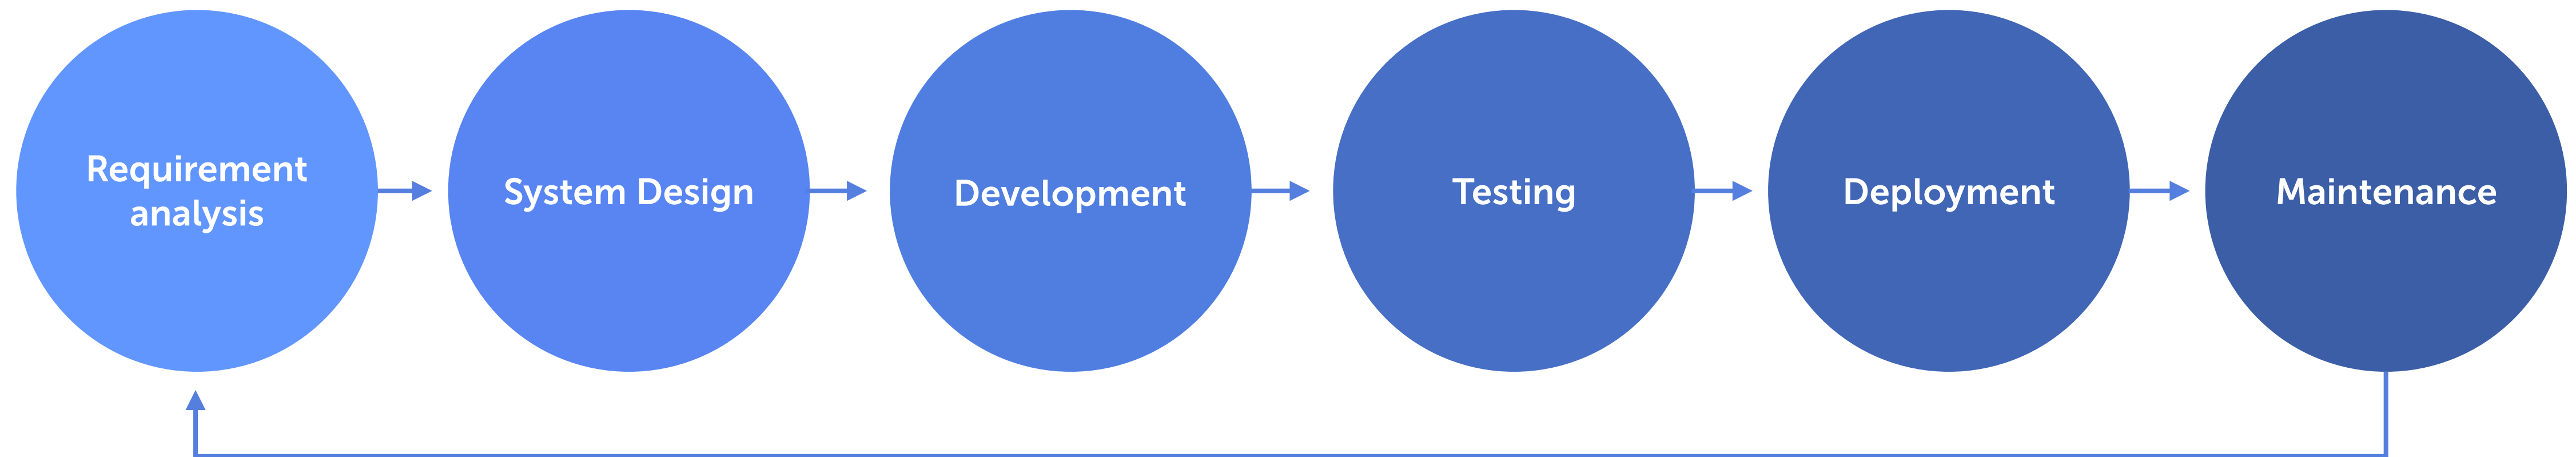 Requirement
analysis
System Design
Development
Testing
Deployment
Maintenance